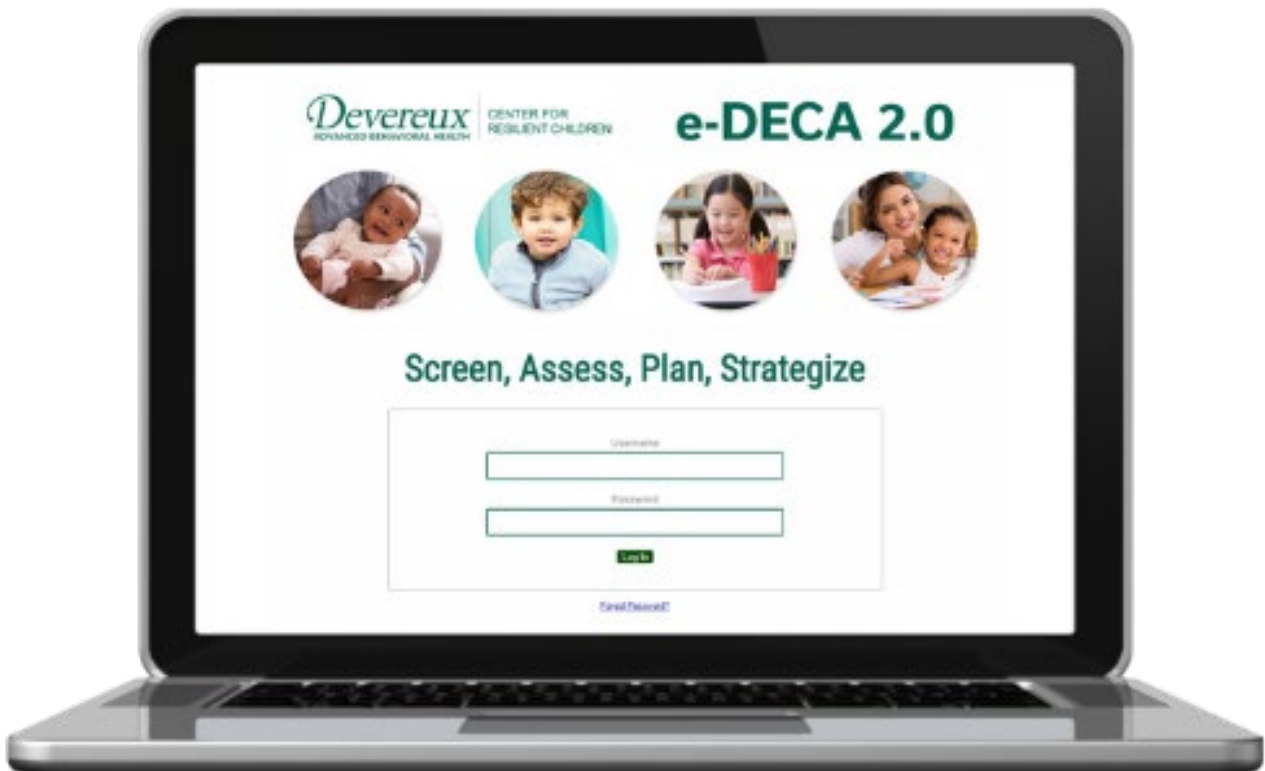 Devereux
ADVANCED BEHAVIORAL HEALTH
CENTER FOR
RESILIENT CHILDREN
e-DECA 2.0
Screen, Assess, Plan, Strategize
Username
Password
Log In
Forgot Password?